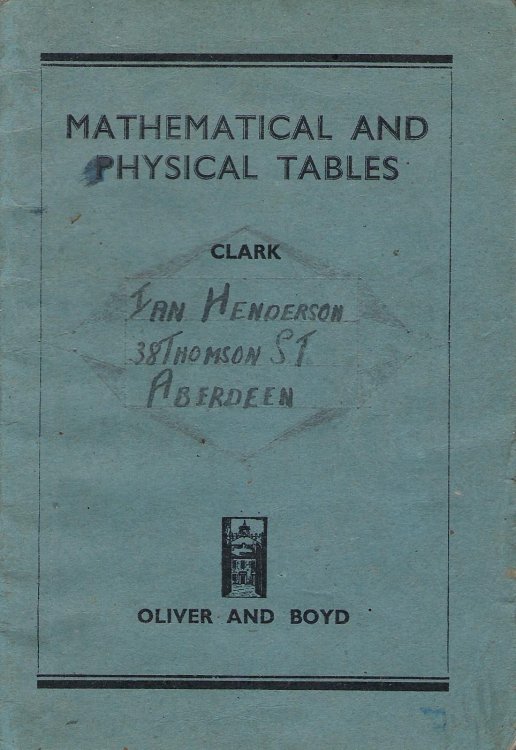 MATHEMATICAL AND
PHYSICAL TABLES
CLARK
IAN HENDERSON
38 THOMSON ST
ABERDEEN
OLIVER AND BOYD